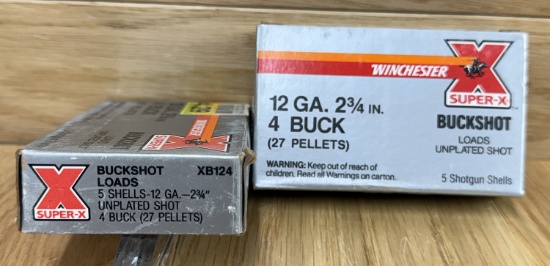 WINCHESTER
X
SUPER-X
12 GA. 2¾ IN.
4 BUCK
(27 PELLETS)
BUCKSHOT
LOADS
UNPLATED SHOT
WARNING: Keep out of reach of
children. Read all Warnings on carton.
5 Shotgun Shells
X
SUPER-X
BUCKSHOT XB124
LOADS
5 SHELLS-12 GA.-2¾"
UNPLATED SHOT
4 BUCK (27 PELLETS)